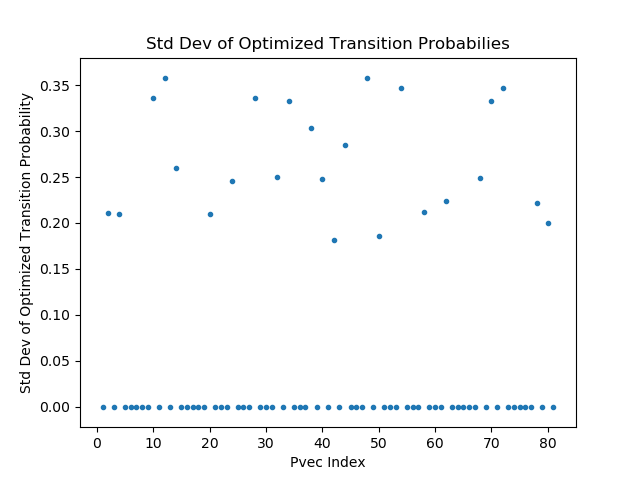 Std Dev of Optimized Transition Probabilies
Std Dev of Optimized Transition Probability
0.35
0.30
0.25
0.20
0.15
0.10
0.05
0.00
0 10 20 30 40 50 60 70 80
Pvec Index